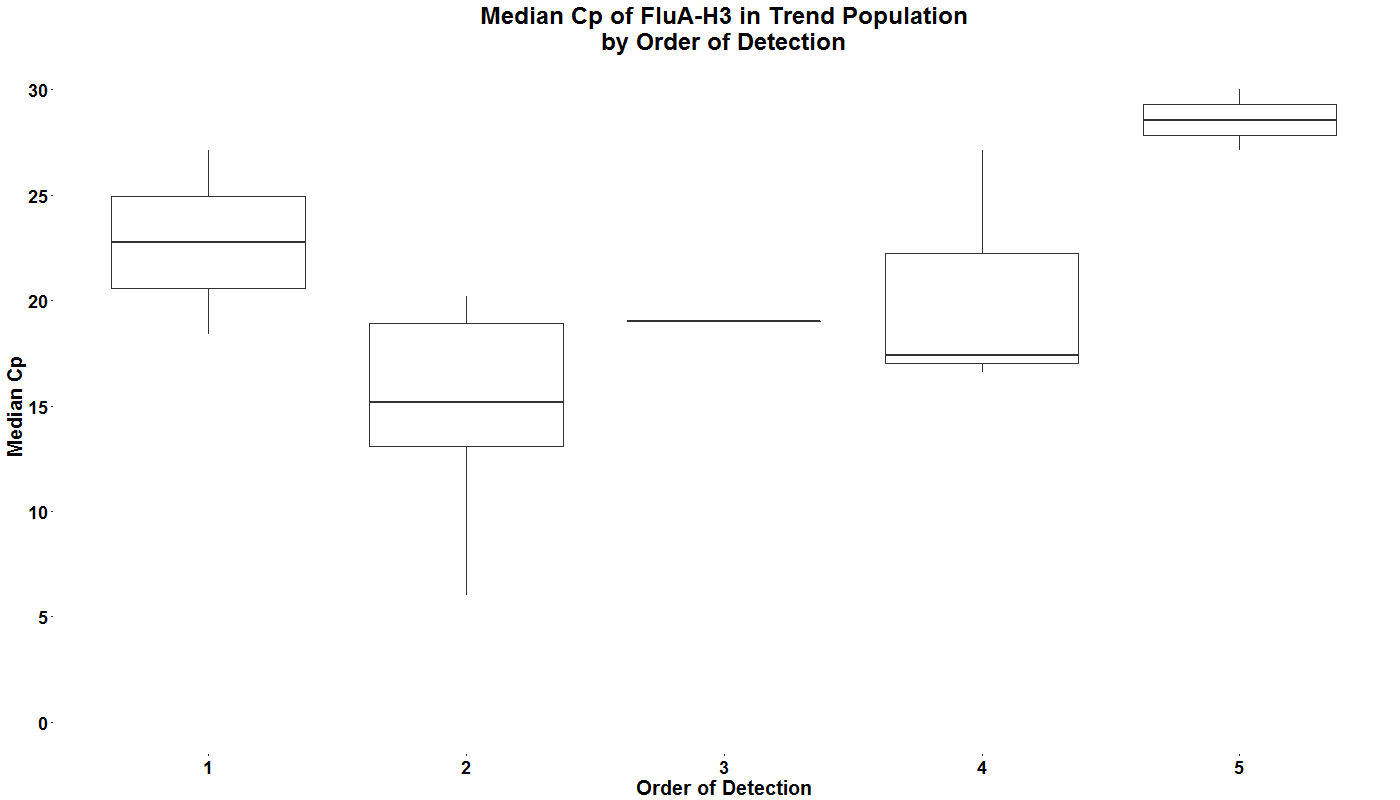 Median Cp of FluA-H3 in Trend Population
by Order of Detection
30
25
20
15
10
5
0
Median Cp
1 2 3 4 5
Order of Detection